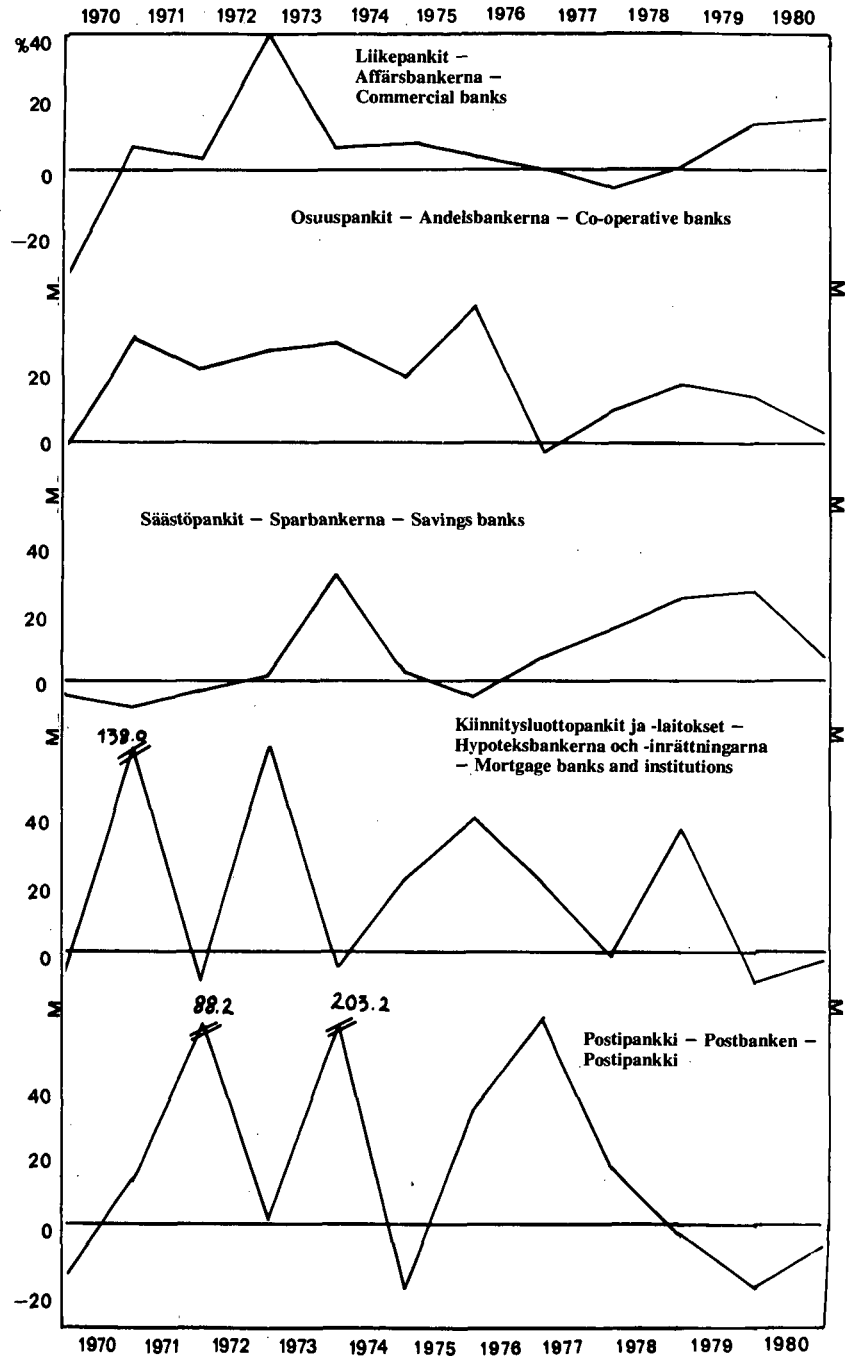 1970 1971 1972 1973 1974 1975 1976 1977 1978 1979 1980
%40
Liikepankit –
Affärsbankerna –
Commercial banks
20
0
Osuuspankit – Andelsbankerna – Co-operative banks
–20
M M
20
0
M M
Säästöpankit – Sparbankerna – Savings banks
40
20
0
Kiinnitysluottopankit ja -laitokset –
M 138.0 Hypoteksbankerna och -inrättningarna M
– Mortgage banks and institutions
40
20
0
M 88.2 203.2 M
Postipankki – Postbanken –
Postipankki
40
20
0
–20
1970 1971 1972 1973 1974 1975 1976 1977 1978 1979 1980